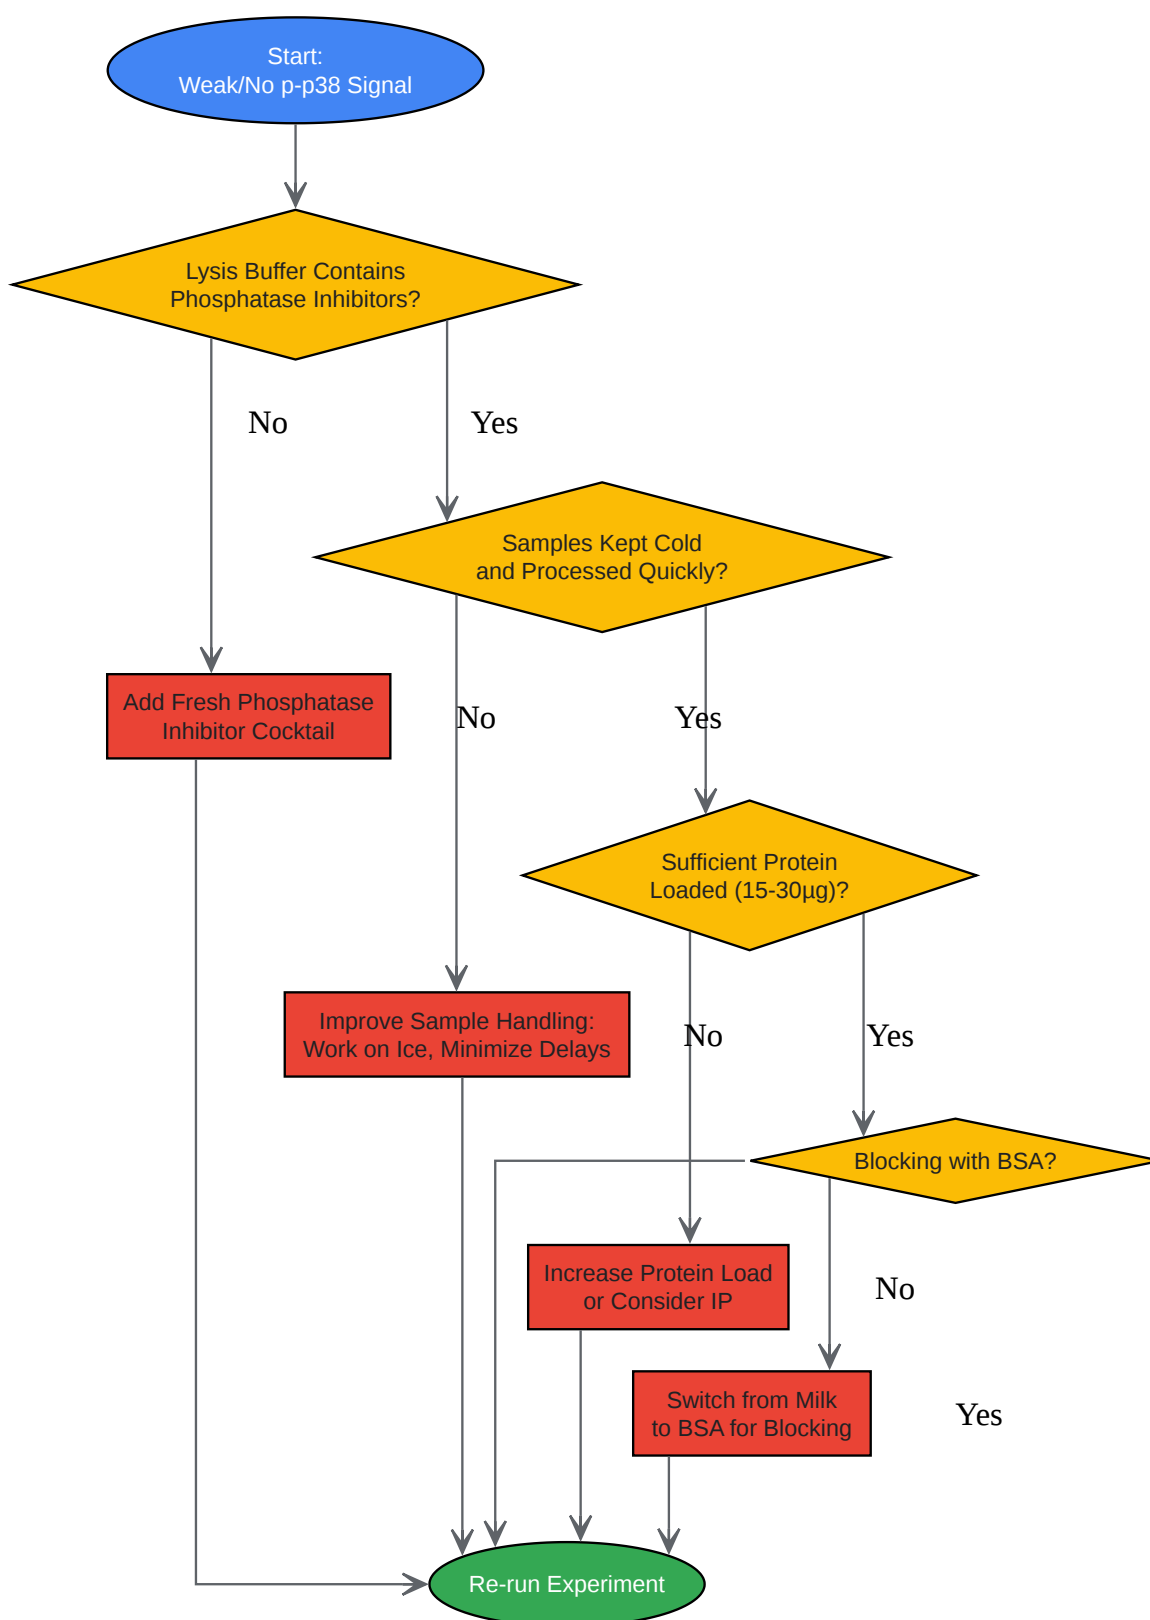 Start:
Weak/No p-p38 Signal
Lysis Buffer Contains
Phosphatase Inhibitors?
No
Yes
Samples Kept Cold
and Processed Quickly?
Add Fresh Phosphatase
Inhibitor Cocktail
No
Yes
Sufficient Protein
Loaded (15-30µg)?
Improve Sample Handling:
Work on Ice, Minimize Delays
No
Yes
Blocking with BSA?
Increase Protein Load
or Consider IP
No
Switch from Milk
to BSA for Blocking
Yes
Re-run Experiment